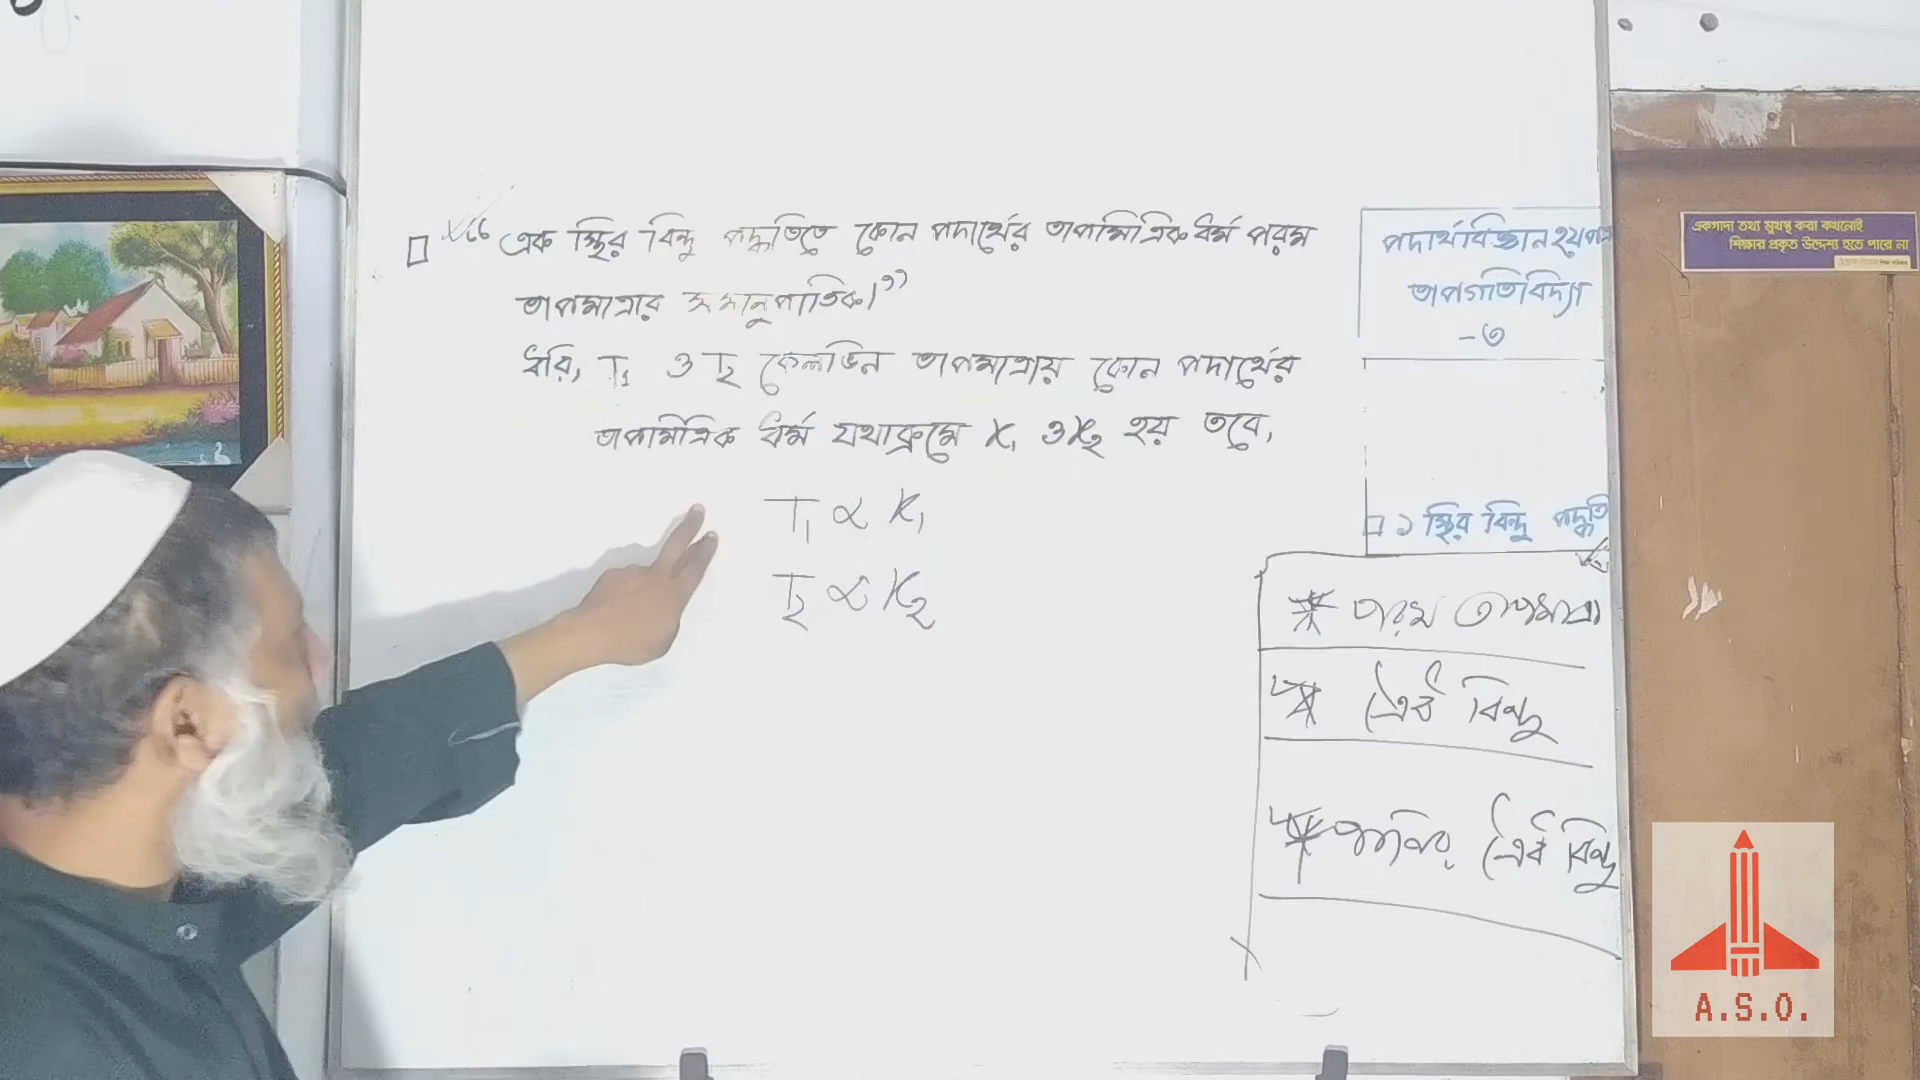 “এক স্থির বিন্দু পদ্ধতিতে কোন পদার্থের তাপমিত্রিক ধর্ম পরম
তাপমাত্রার সমানুপাতিক।”
ধরি, T₁ ও T₂ কেলভিন তাপমাত্রায় কোন পদার্থের
তাপমিত্রিক ধর্ম যথাক্রমে X₁ ও X₂ হয় তবে,
T₁ ∝ X₁
T₂ ∝ X₂
পদার্থবিজ্ঞান ২য় পত্র
তাপগতিবিদ্যা
-৩
১ স্থির বিন্দু পদ্ধতি
* পরম তাপমাত্রা
* ত্রৈধ বিন্দু
* পানির ত্রৈধ বিন্দু
একগাদা তথ্য মুখস্থ করা কখনোই
শিক্ষার প্রকৃত উদ্দেশ্য হতে পারে না
A.S.O.